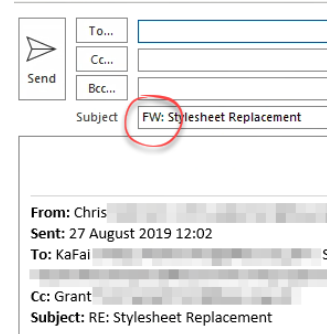 To...
Cc...
Send
Bcc...
Subject FW: Stylesheet Replacement
From: Chris
Sent: 27 August 2019 12:02
To: KaFai S
Cc: Grant
Subject: RE: Stylesheet Replacement